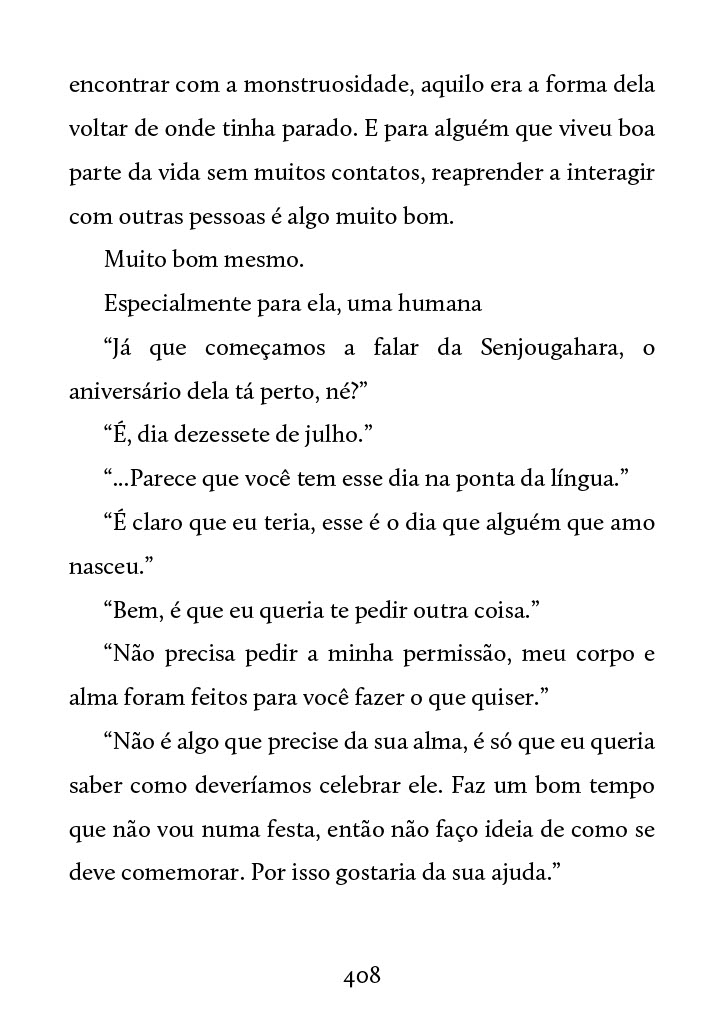 encontrar com a monstruosidade, aquilo era a forma dela
voltar de onde tinha parado. E para alguém que viveu boa
parte da vida sem muitos contatos, reaprender a interagir
com outras pessoas é algo muito bom.
Muito bom mesmo.
Especialmente para ela, uma humana
“Já que começamos a falar da Senjougahara, o
aniversário dela tá perto, né?”
“É, dia dezessete de julho.”
“...Parece que você tem esse dia na ponta da língua.”
“É claro que eu teria, esse é o dia que alguém que amo
nasceu.”
“Bem, é que eu queria te pedir outra coisa.”
“Não precisa pedir a minha permissão, meu corpo e
alma foram feitos para você fazer o que quiser.”
“Não é algo que precise da sua alma, é só que eu queria
saber como deveríamos celebrar ele. Faz um bom tempo
que não vou numa festa, então não faço ideia de como se
deve comemorar. Por isso gostaria da sua ajuda.”
408